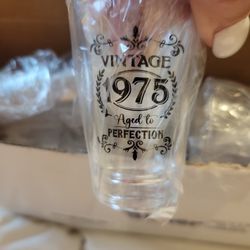 VINTAGE
1975
Aged to
PERFECTION